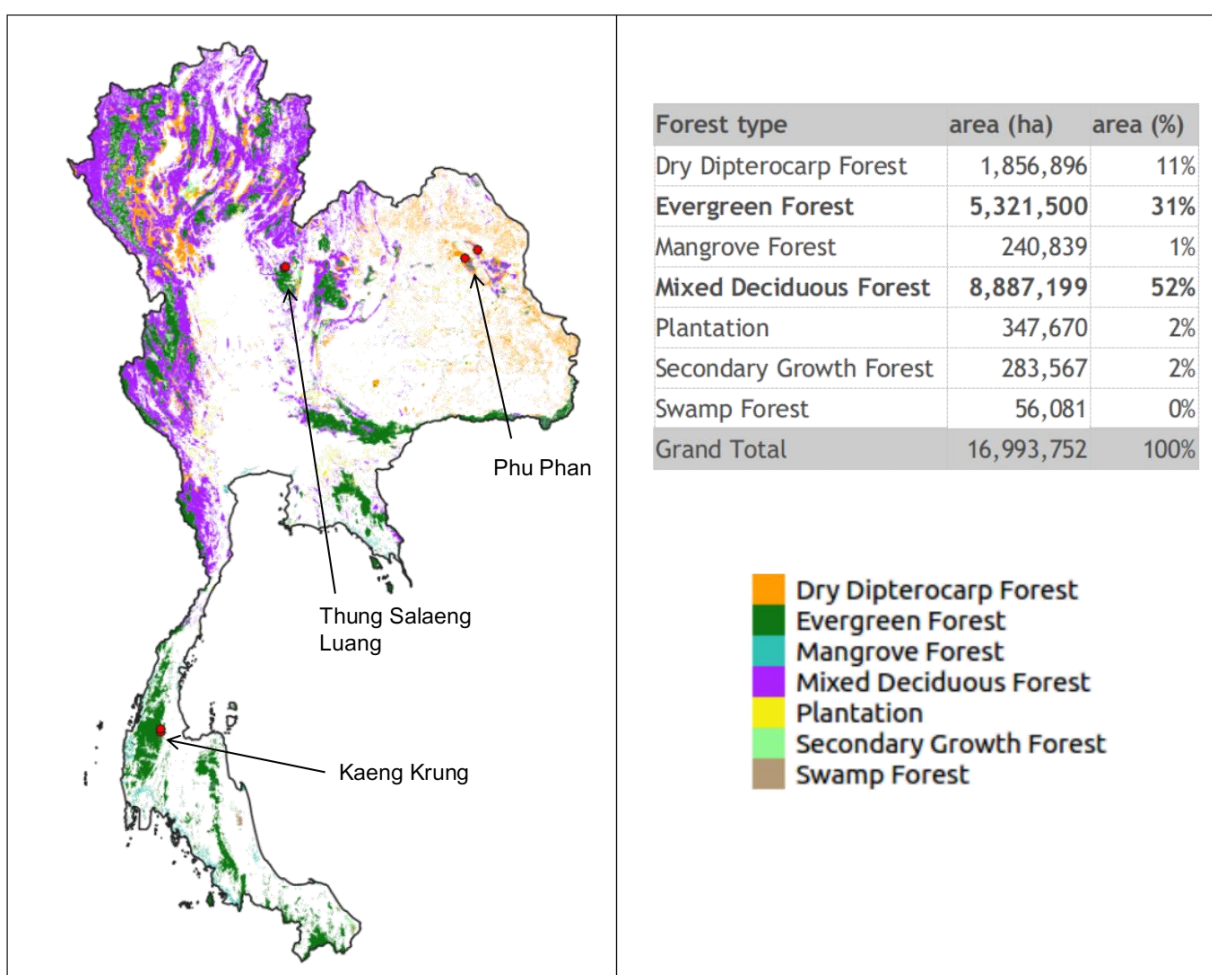 Phu Phan
Thung Salaeng
Luang
Kaeng Krung
Forest type area (ha) area (%)
Dry Dipterocarp Forest 1,856,896 11%
Evergreen Forest 5,321,500 31%
Mangrove Forest 240,839 1%
Mixed Deciduous Forest 8,887,199 52%
Plantation 347,670 2%
Secondary Growth Forest 283,567 2%
Swamp Forest 56,081 0%
Grand Total 16,993,752 100%
Dry Dipterocarp Forest
Evergreen Forest
Mangrove Forest
Mixed Deciduous Forest
Plantation
Secondary Growth Forest
Swamp Forest